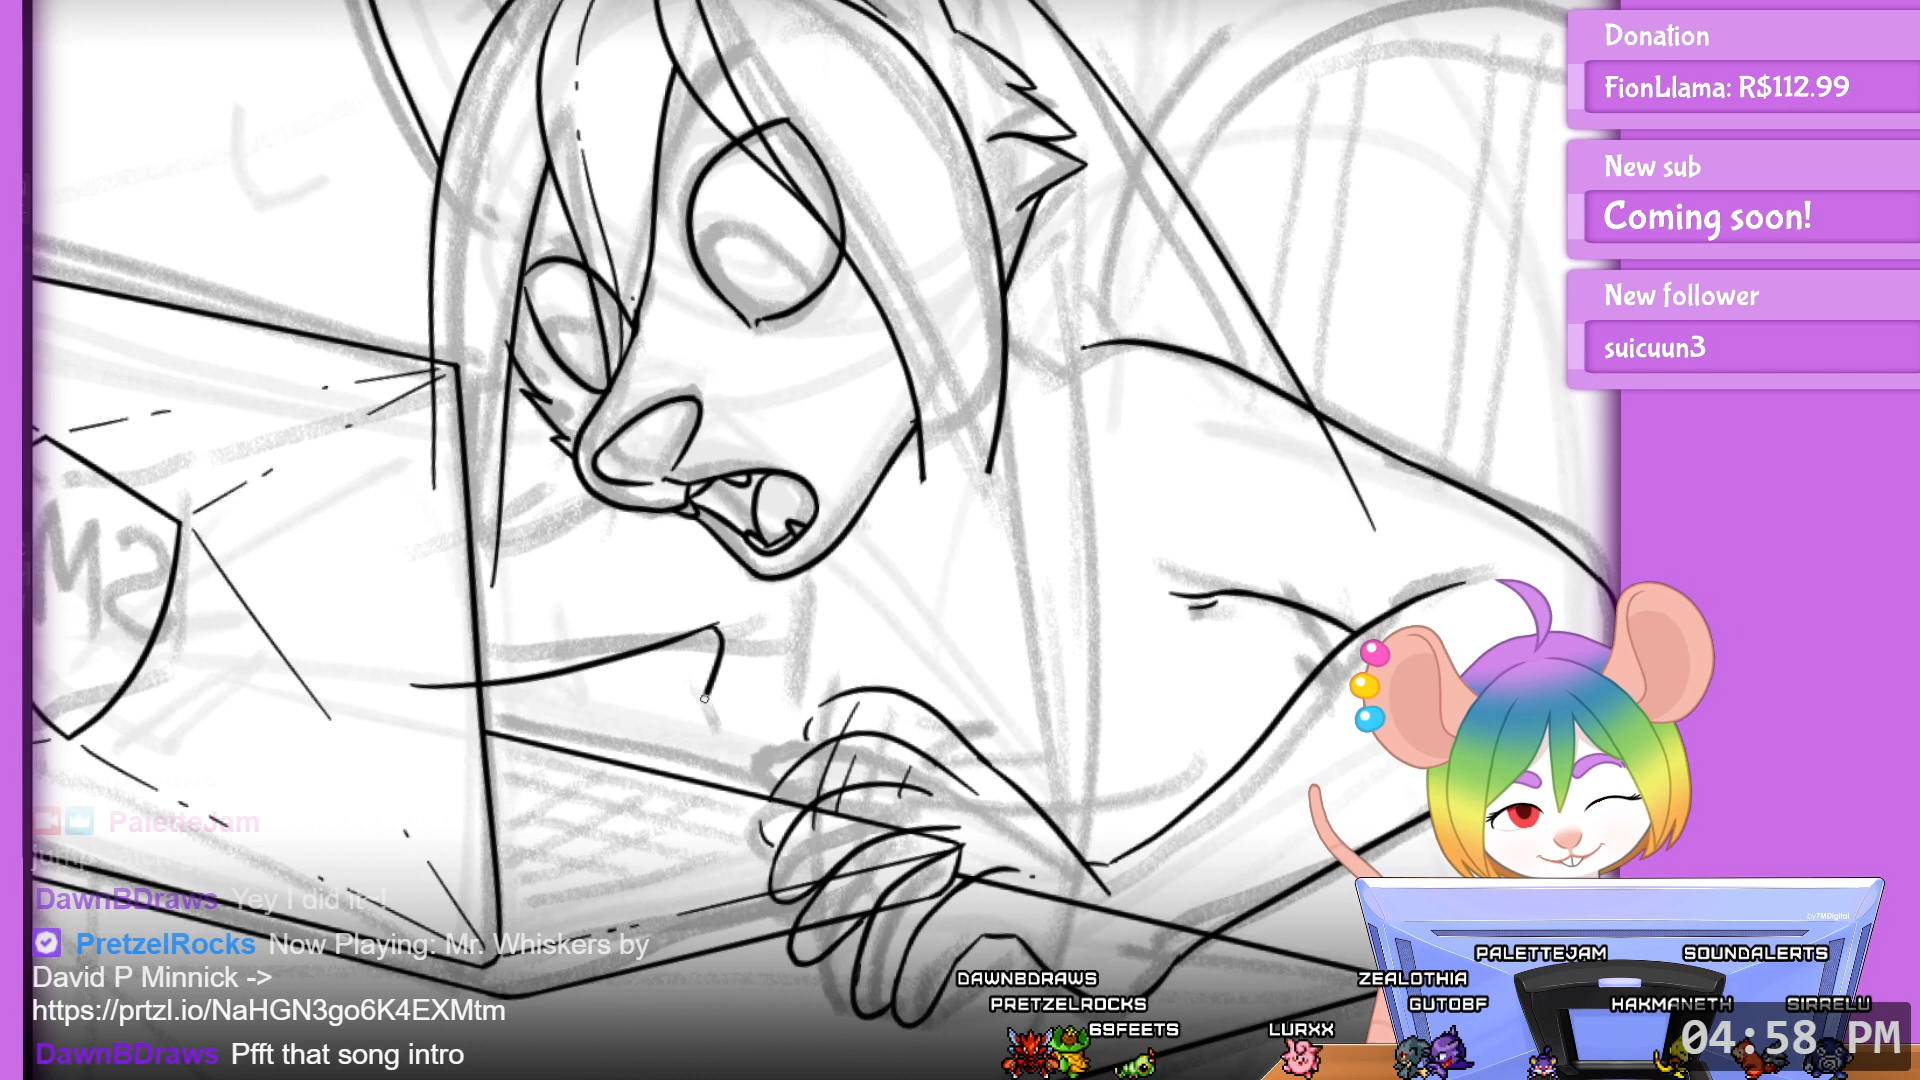 Donation
FionLlama: R$112.99
New sub
Coming soon!
New follower
suicuun3
MS
PaletteJam
DawnBDraws Yey I did it !
PretzelRocks Now Playing: Mr. Whiskers by
David P Minnick ->
https://prtzl.io/NaHGN3go6K4EXMtm
DawnBDraws Pfft that song intro
by7MDigital
PALETTEJAM
SOUNDALERTS
DAWNBDRAWS
ZEALOTHIA
PRETZELROCKS
GUTOBF
HAKMANETH
SIRRELU
69FEETS
LURXX
04:58 PM